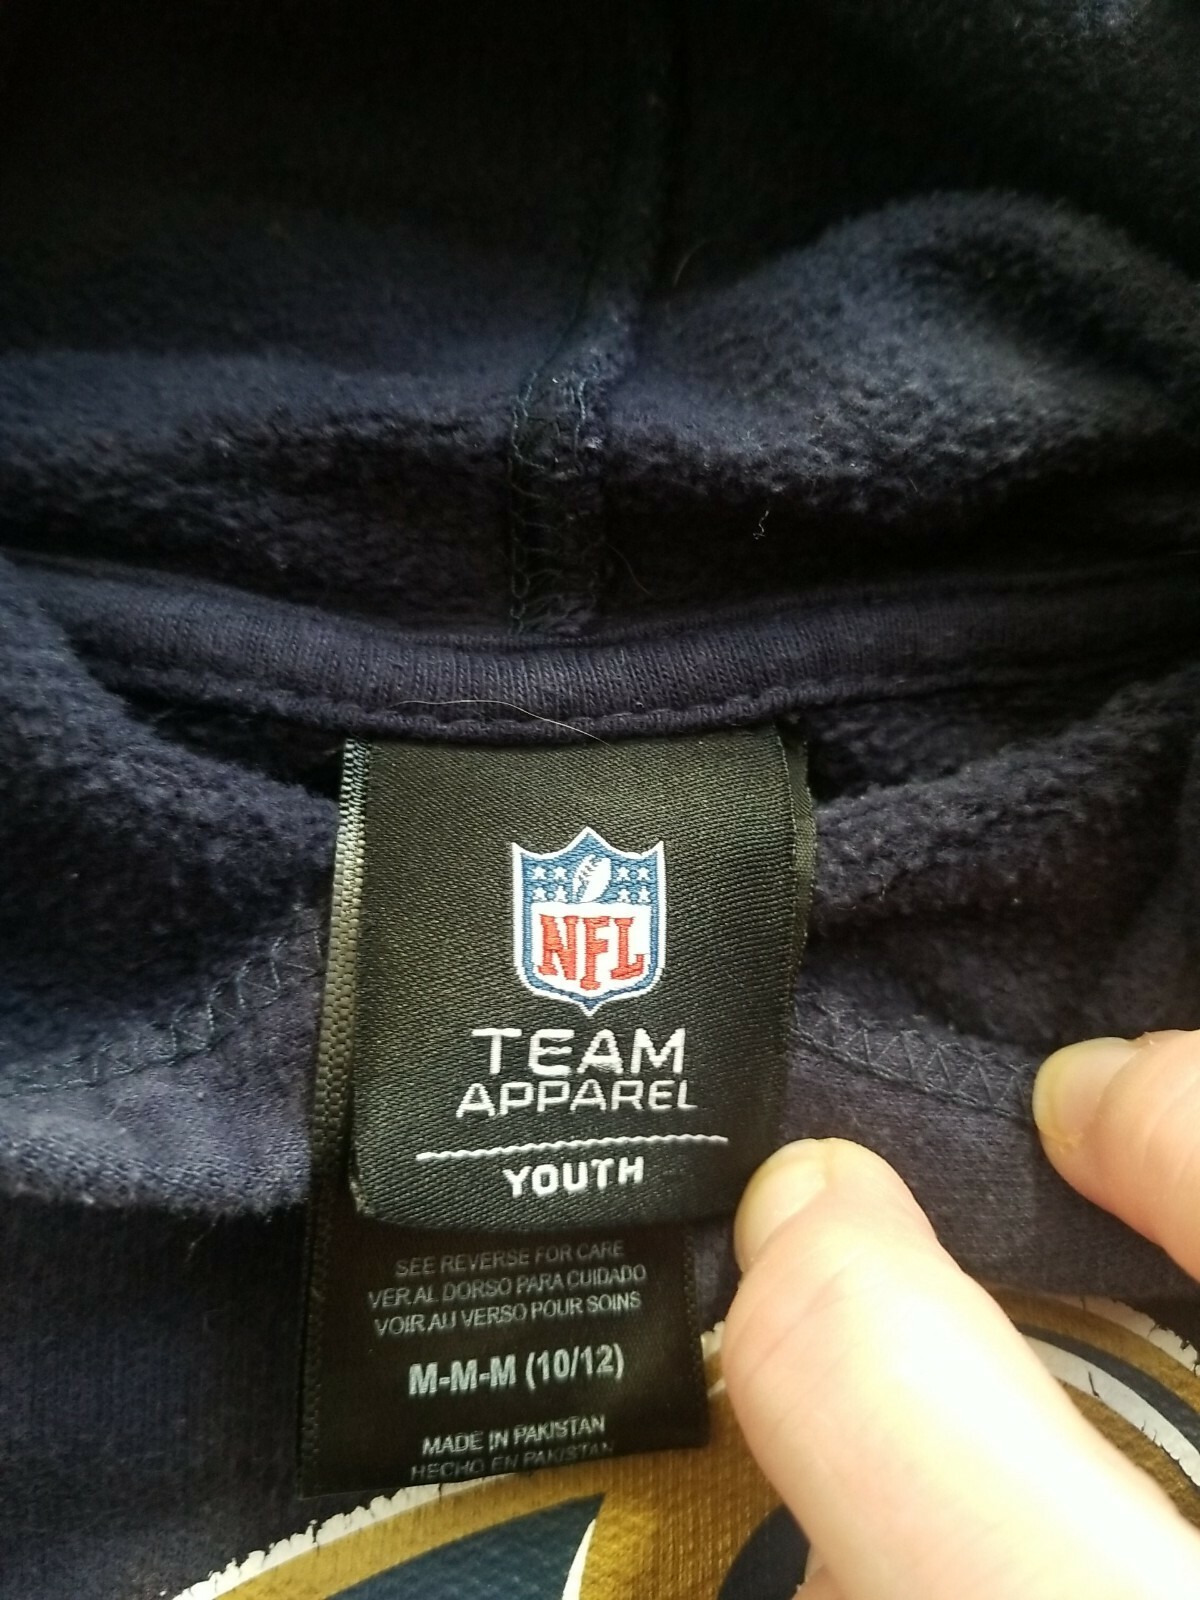 NFL
TEAM
APPAREL
YOUTH
SEE REVERSE FOR CARE
VER AL DORSO PARA CUIDADO
VOIR AU VERSO POUR SOINS
M-M-M (10/12)
MADE IN PAKISTAN
HECHO EN PAKISTAN